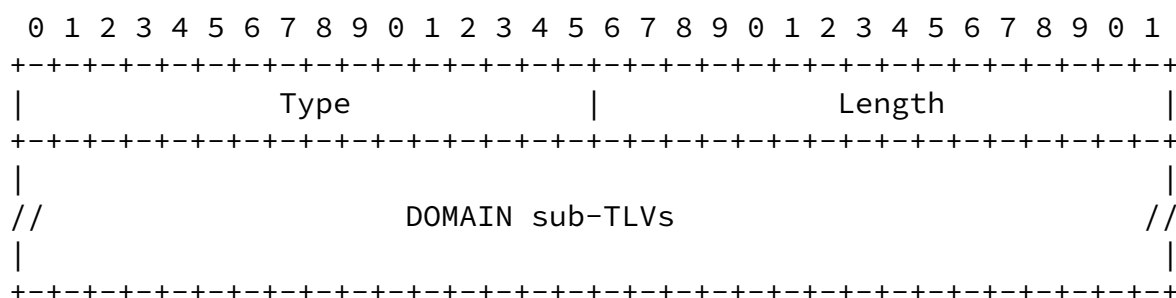 0 1 2 3 4 5 6 7 8 9 0 1 2 3 4 5 6 7 8 9 0 1 2 3 4 5 6 7 8 9 0 1
+-+-+-+-+-+-+-+-+-+-+-+-+-+-+-+-+-+-+-+-+-+-+-+-+-+-+-+-+-+-+-+-+
|              Type             |             Length            |
+-+-+-+-+-+-+-+-+-+-+-+-+-+-+-+-+-+-+-+-+-+-+-+-+-+-+-+-+-+-+-+-+
|                                                               |
//                    DOMAIN sub-TLVs                          //
|                                                               |
+-+-+-+-+-+-+-+-+-+-+-+-+-+-+-+-+-+-+-+-+-+-+-+-+-+-+-+-+-+-+-+-+